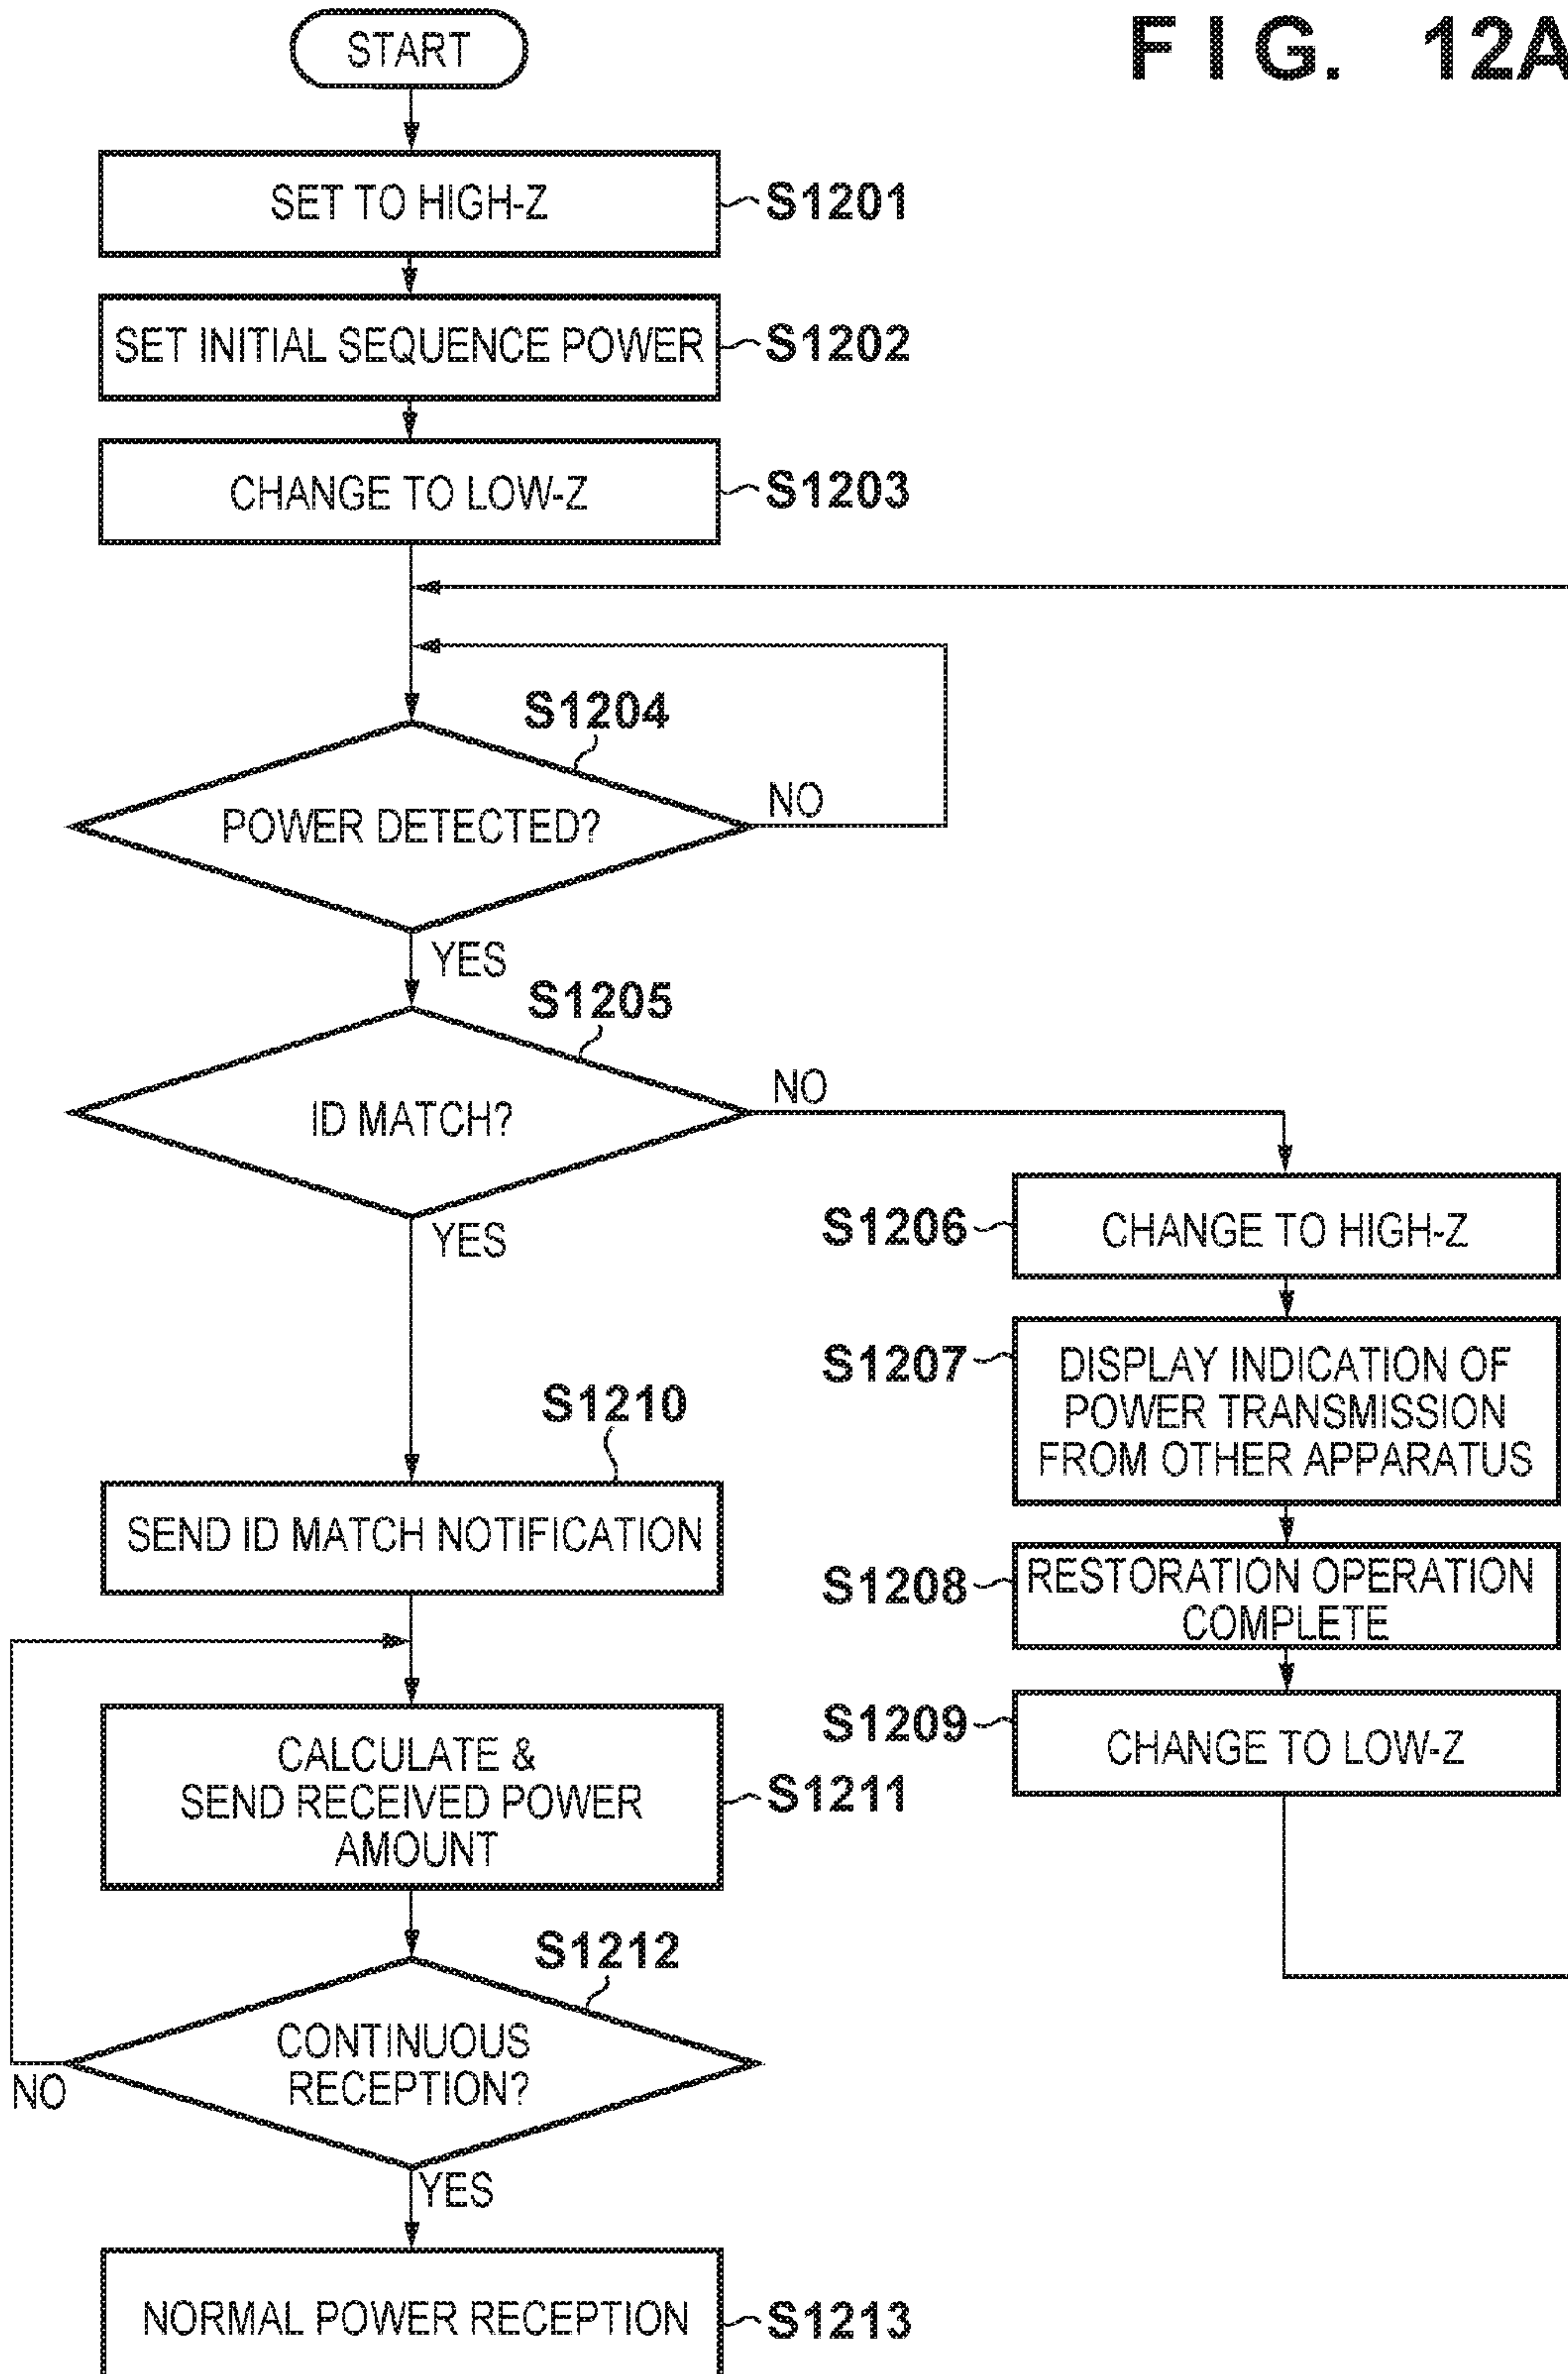 FIG. 12A
START
SET TO HIGH-Z
S1201
SET INITIAL SEQUENCE POWER
S1202
CHANGE TO LOW-Z
S1203
S1204
POWER DETECTED?
NO
YES
S1205
ID MATCH?
NO
YES
S1206
CHANGE TO HIGH-Z
S1207
DISPLAY INDICATION OF
POWER TRANSMISSION
FROM OTHER APPARATUS
S1208
RESTORATION OPERATION
COMPLETE
S1209
CHANGE TO LOW-Z
S1210
SEND ID MATCH NOTIFICATION
CALCULATE &
SEND RECEIVED POWER
AMOUNT
S1211
S1212
CONTINUOUS
RECEPTION?
NO
YES
NORMAL POWER RECEPTION
S1213